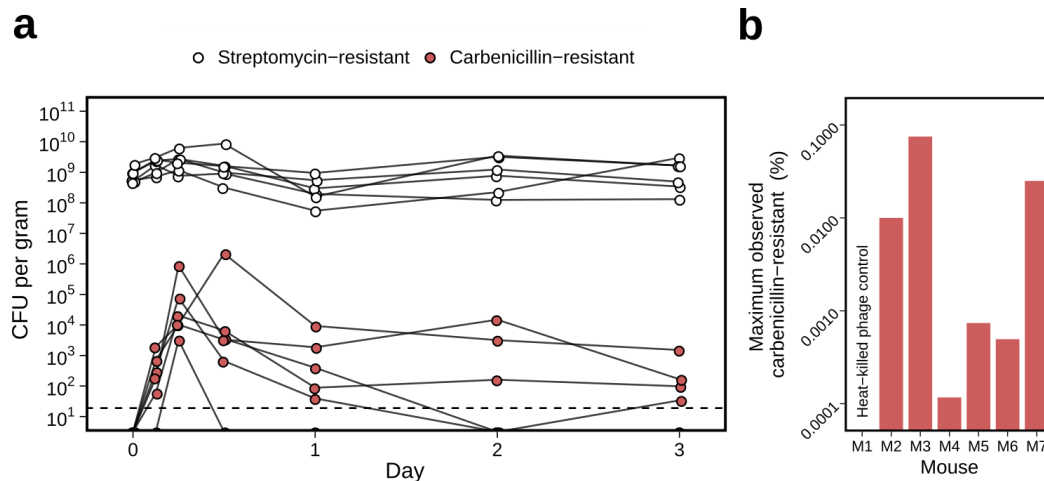 a
Streptomycin−resistant
Carbenicillin−resistant
CFU per gram
10¹¹
10¹⁰
10⁹
10⁸
10⁷
10⁶
10⁵
10⁴
10³
10²
10¹
0
1
2
3
Day
b
Maximum observed
carbenicillin−resistant (%)
0.1000
0.0100
0.0010
0.0001
Heat−killed phage control
M1 M2 M3 M4 M5 M6 M7
Mouse